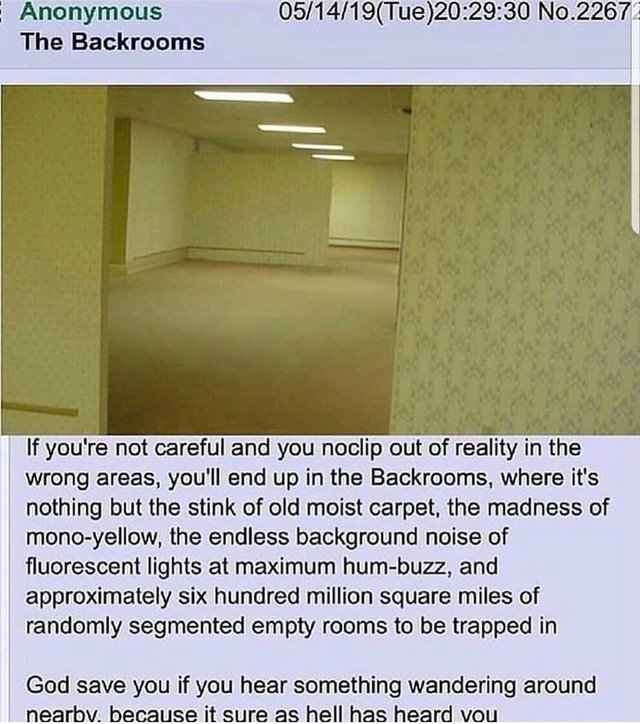 Anonymous 05/14/19(Tue)20:29:30 No.2267
The Backrooms
If you're not careful and you noclip out of reality in the
wrong areas, you'll end up in the Backrooms, where it's
nothing but the stink of old moist carpet, the madness of
mono-yellow, the endless background noise of
fluorescent lights at maximum hum-buzz, and
approximately six hundred million square miles of
randomly segmented empty rooms to be trapped in
God save you if you hear something wandering around
nearby, because it sure as hell has heard you